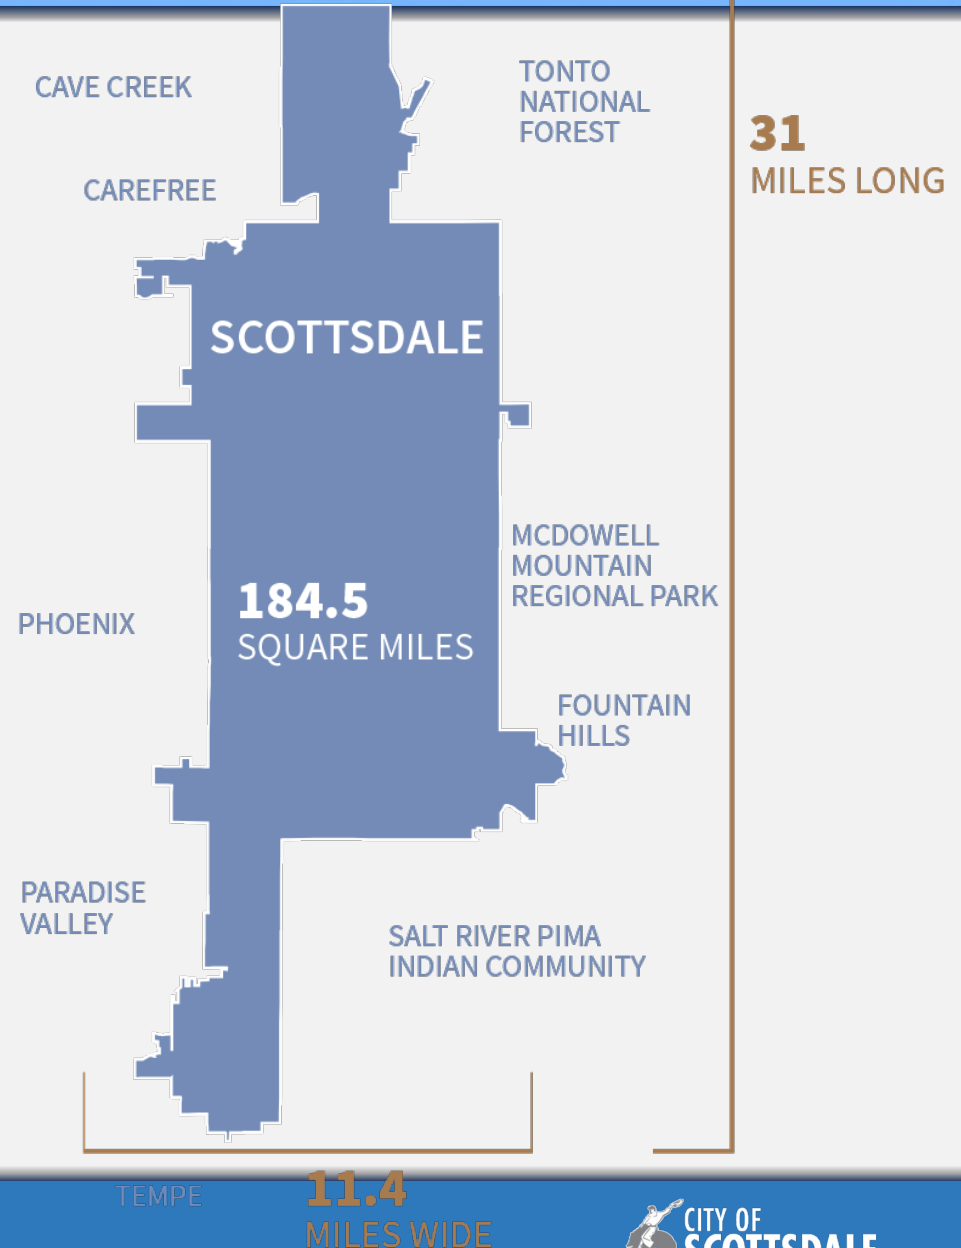 CAVE CREEK
TONTO
NATIONAL
FOREST
31
MILES LONG
CAREFREE
SCOTTSDALE
MCDOWELL
MOUNTAIN
REGIONAL PARK
184.5
SQUARE MILES
PHOENIX
FOUNTAIN
HILLS
PARADISE
VALLEY
SALT RIVER PIMA
INDIAN COMMUNITY
TEMPE
11.4
MILES WIDE
CITY OF
SCOTTSDALE